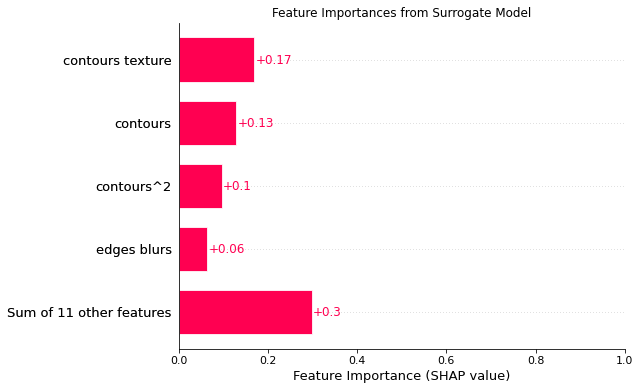 Feature Importances from Surrogate Model
contours texture
+0.17
contours
+0.13
contours^2
+0.1
edges blurs
+0.06
Sum of 11 other features
+0.3
0.0 0.2 0.4 0.6 0.8 1.0
Feature Importance (SHAP value)